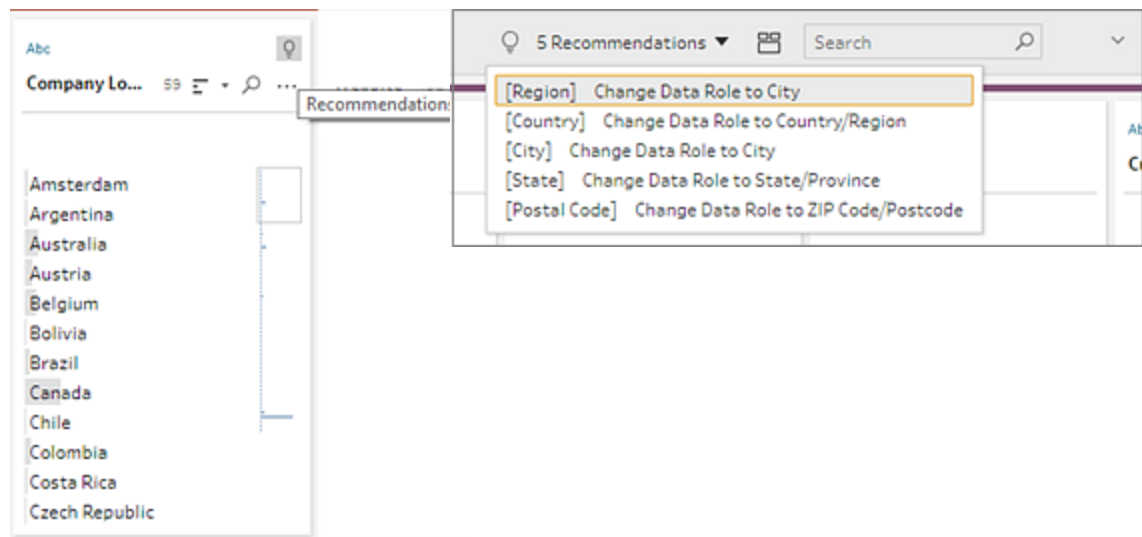 Abc
Company Lo... 59
Recommendations
Amsterdam
Argentina
Australia
Austria
Belgium
Bolivia
Brazil
Canada
Chile
Colombia
Costa Rica
Czech Republic
5 Recommendations
Search
[Region] Change Data Role to City
[Country] Change Data Role to Country/Region
[City] Change Data Role to City
[State] Change Data Role to State/Province
[Postal Code] Change Data Role to ZIP Code/Postcode